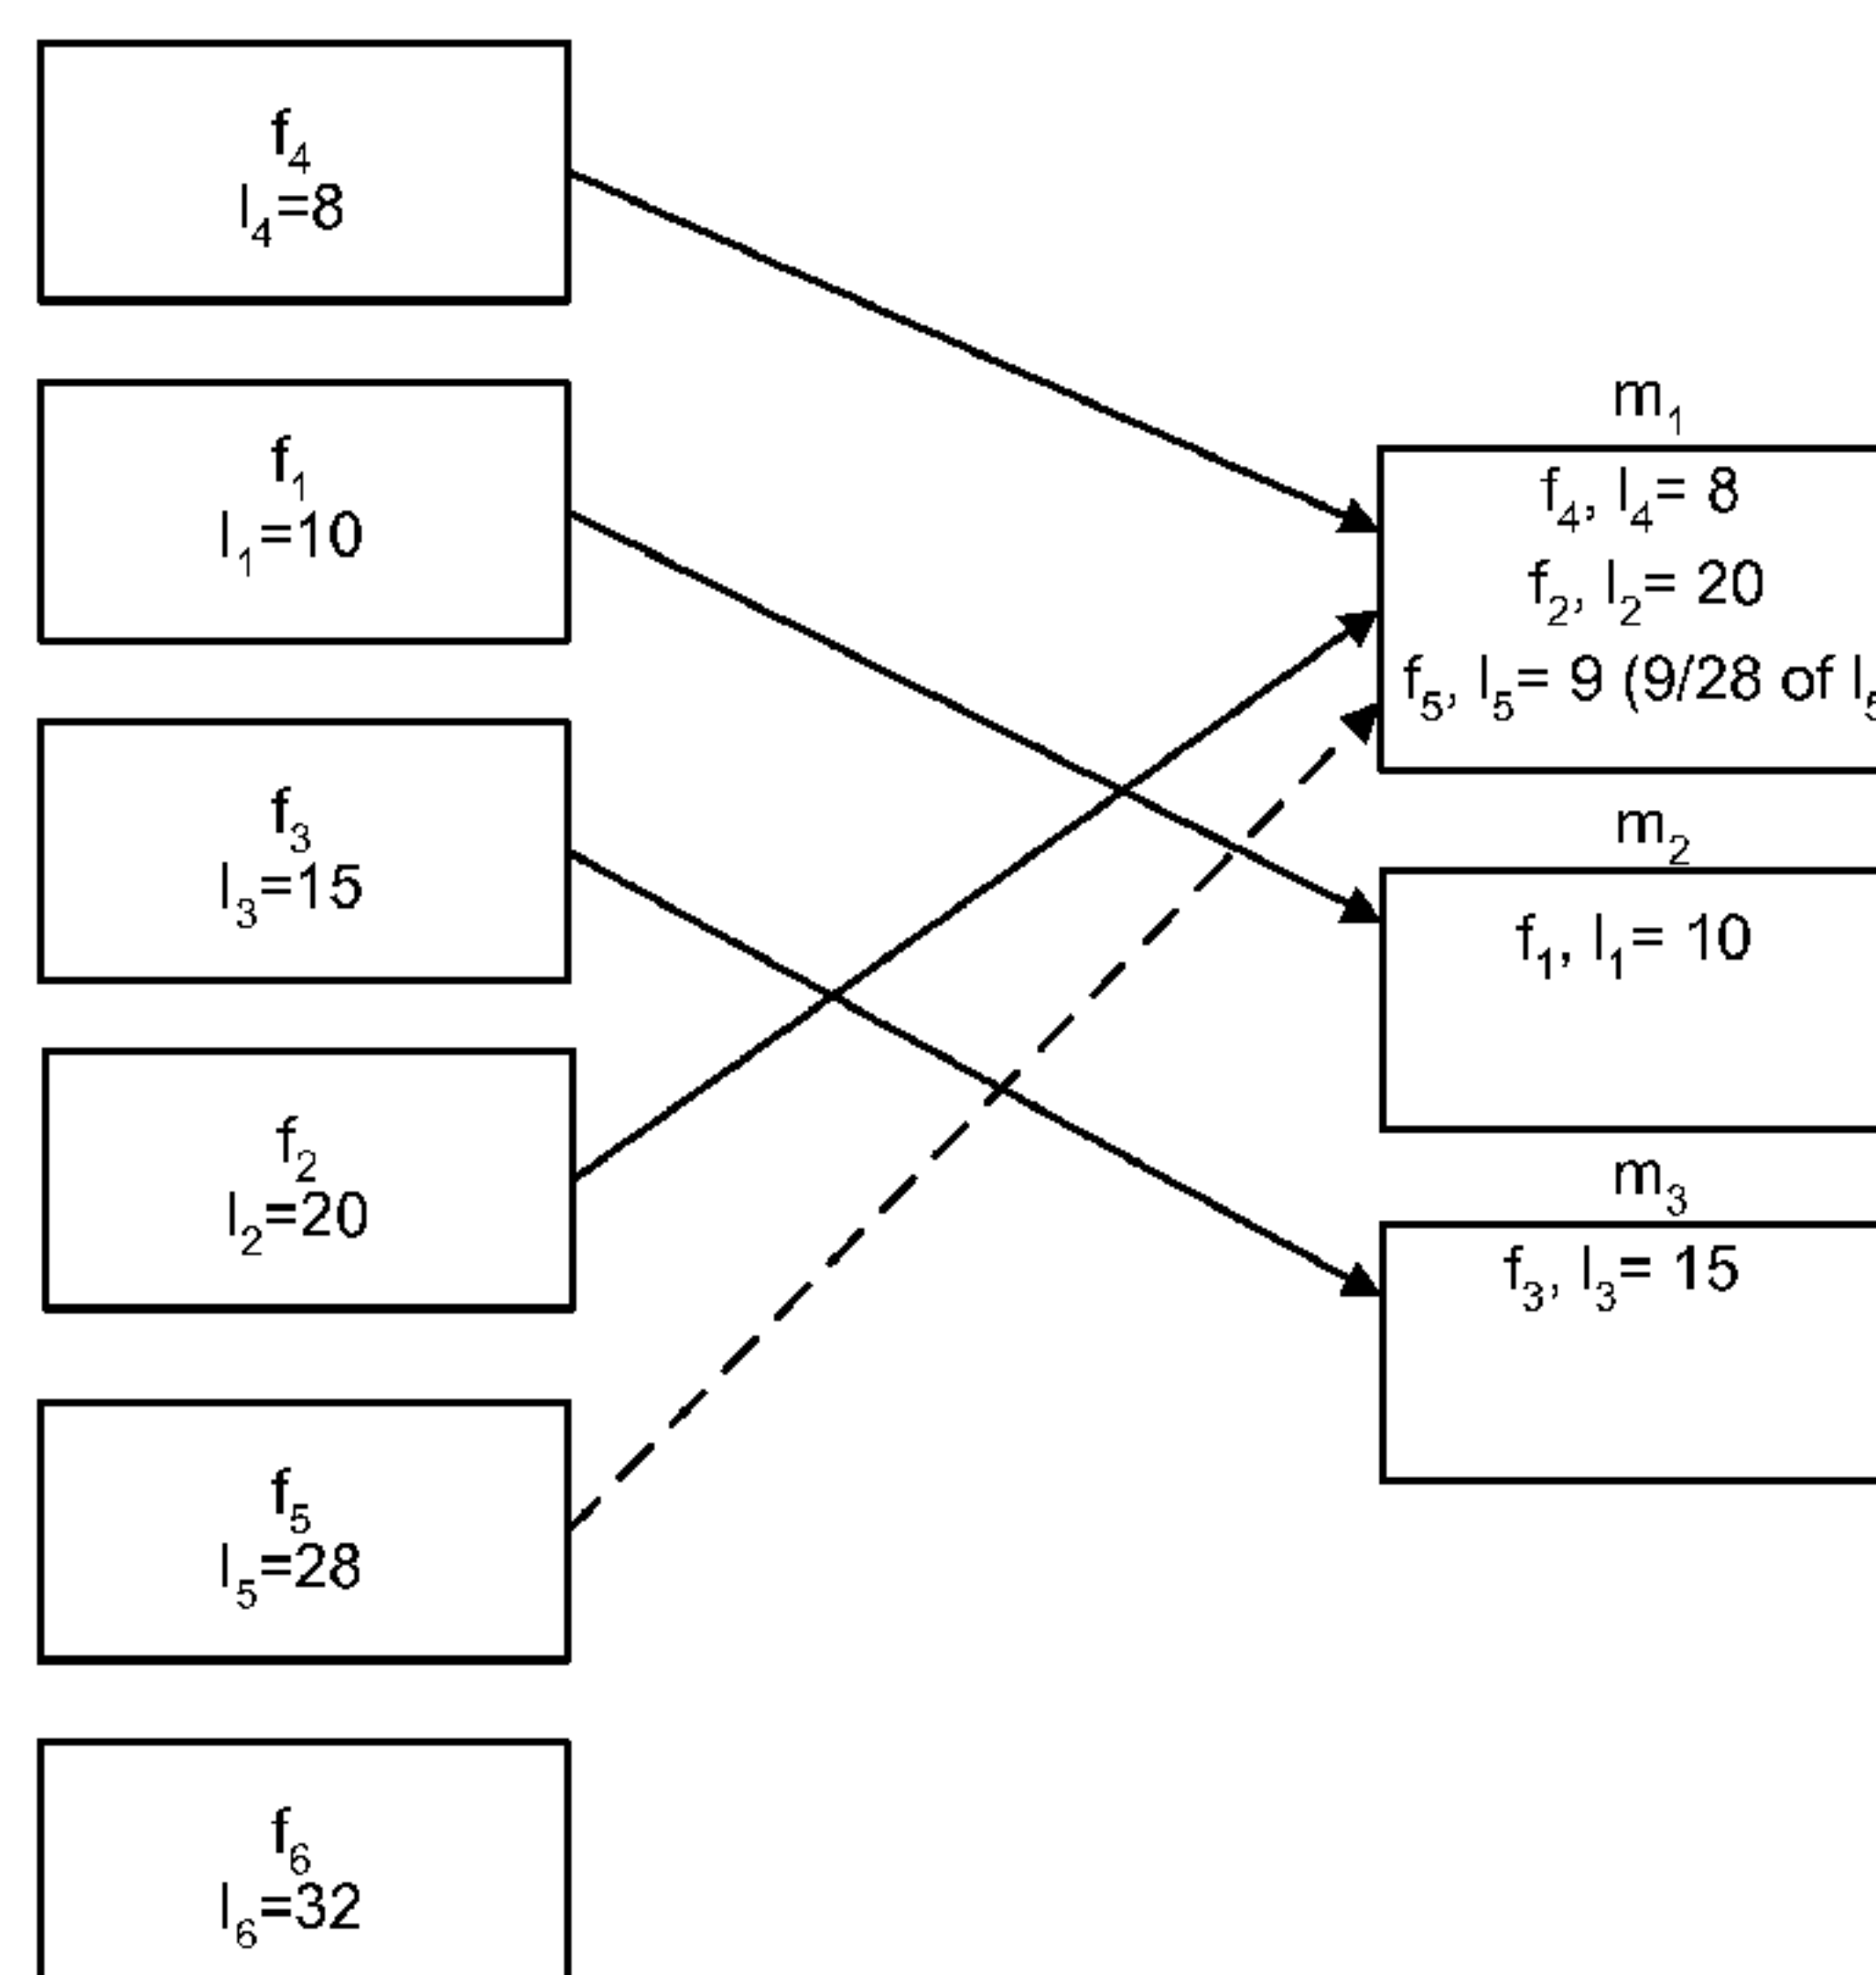 f4
l4=8
f1
l1=10
f3
l3=15
f2
l2=20
f5
l5=28
f6
l6=32
m1
f4, l4= 8
f2, l2= 20
f5, l5= 9 (9/28 of l5
m2
f1, l1= 10
m3
f3, l3= 15